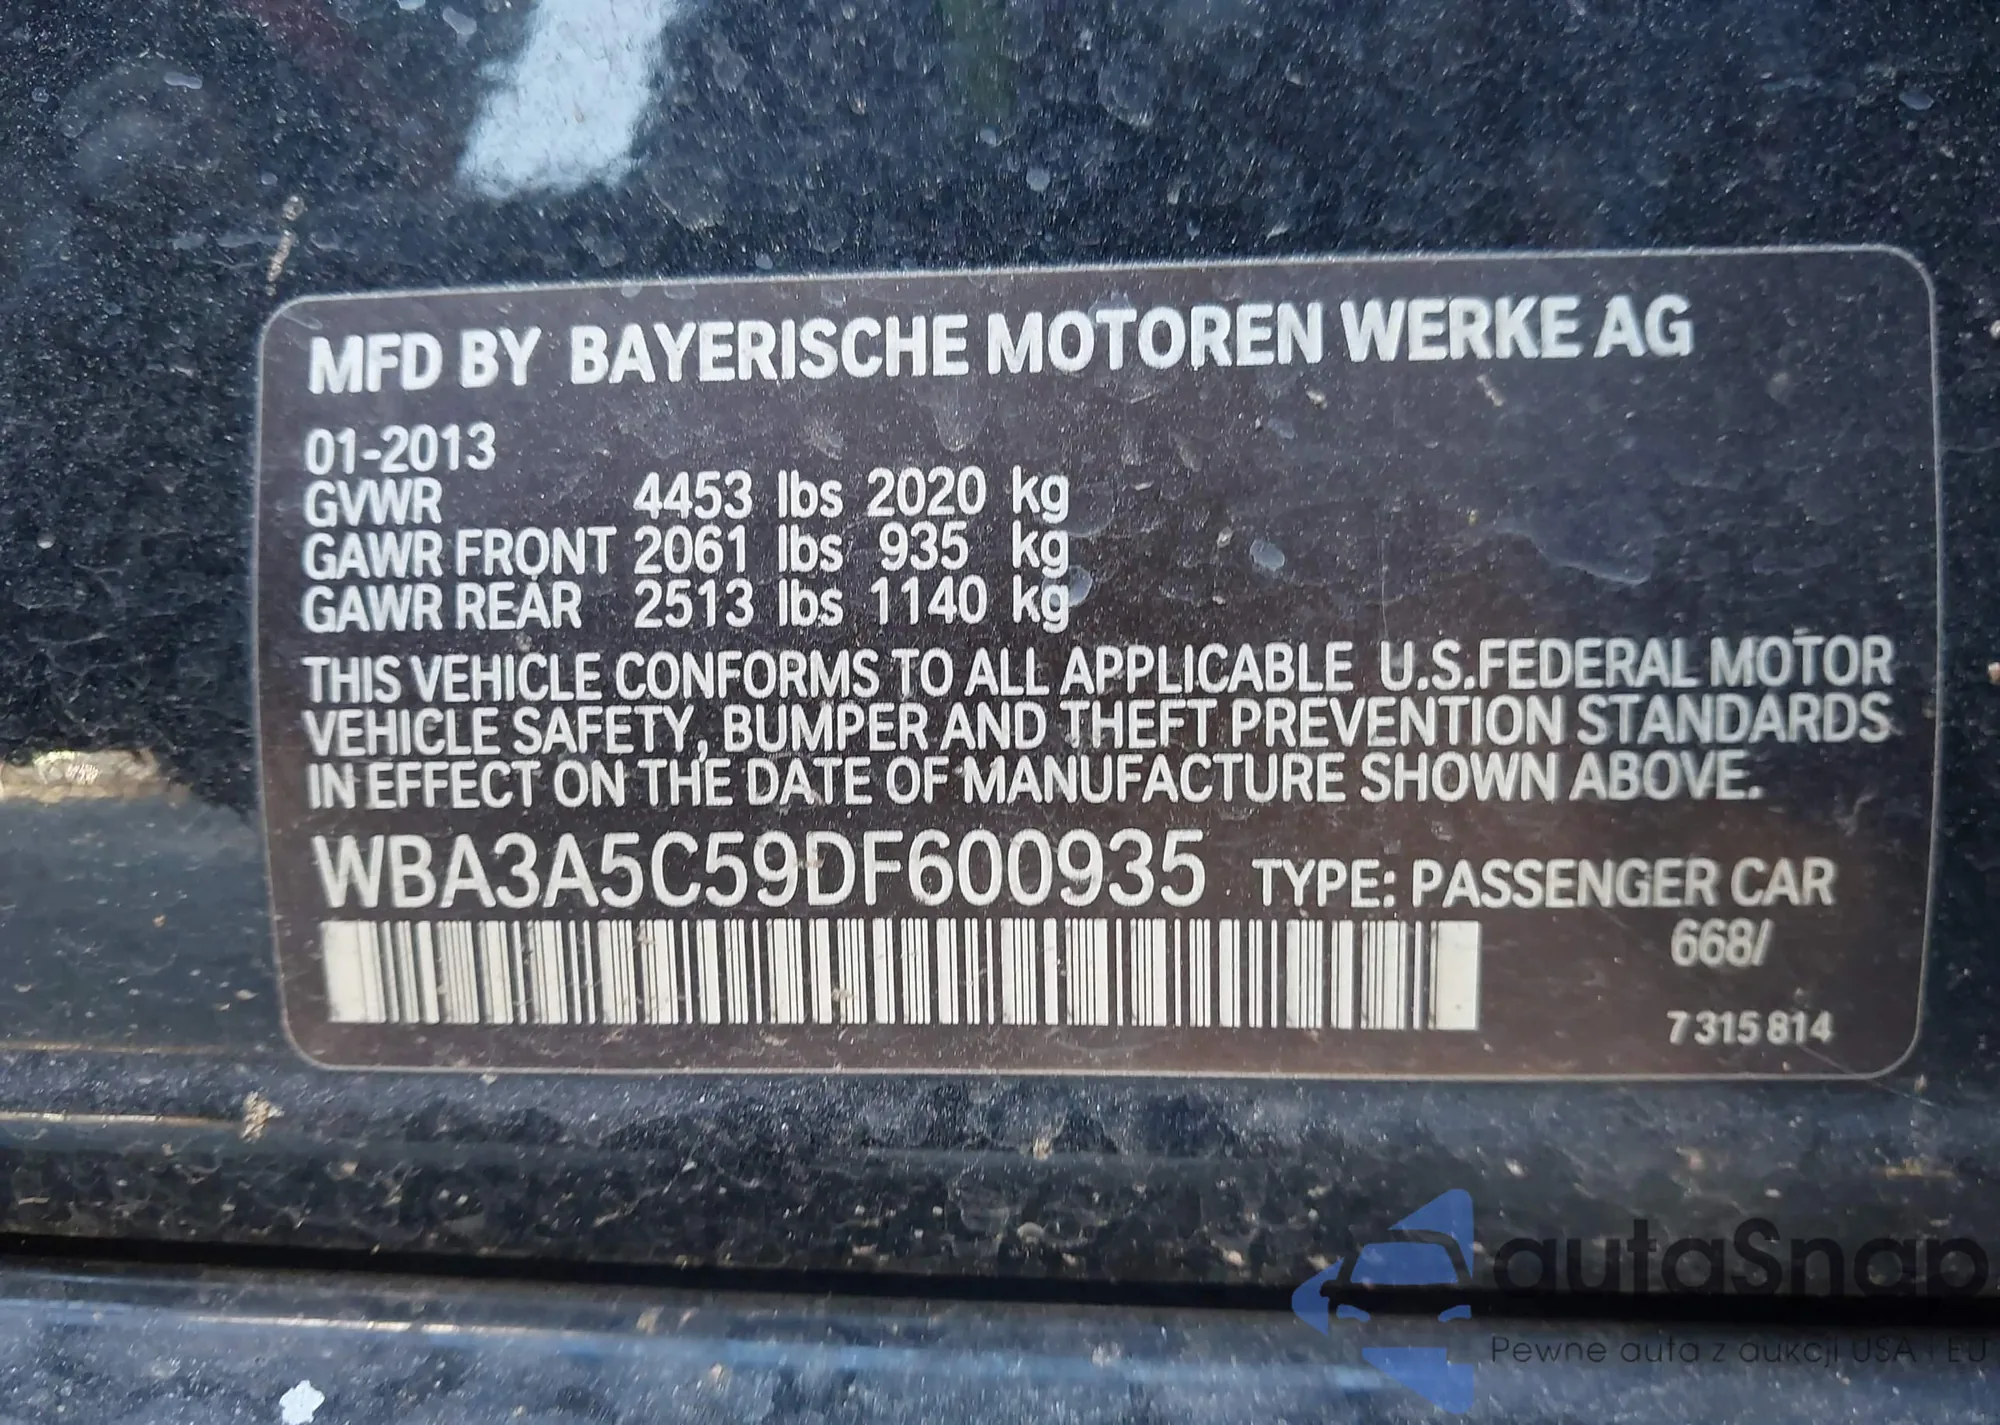 MFD BY BAYERISCHE MOTOREN WERKE AG
01-2013
GVWR 4453 lbs 2020 kg
GAWR FRONT 2061 lbs 935 kg
GAWR REAR 2513 lbs 1140 kg
THIS VEHICLE CONFORMS TO ALL APPLICABLE U.S.FEDERAL MOTOR
VEHICLE SAFETY, BUMPER AND THEFT PREVENTION STANDARDS
IN EFFECT ON THE DATE OF MANUFACTURE SHOWN ABOVE.
WBA3A5C59DF600935 TYPE: PASSENGER CAR
668/
7 315 814
autaSnap
Pewne auta z aukcji USA i EU